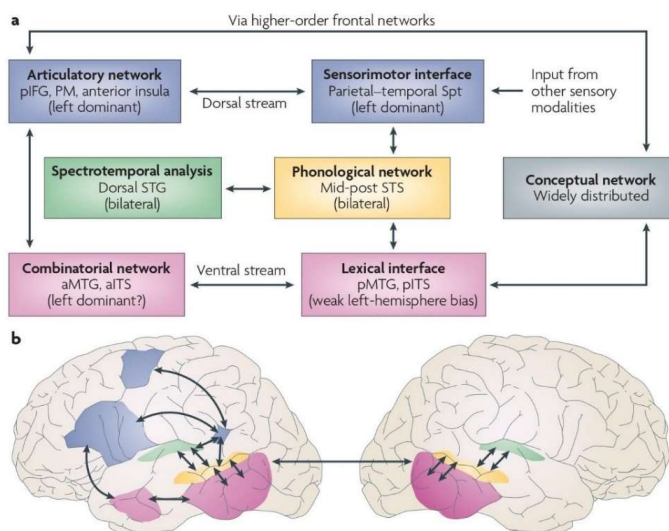 a
Via higher-order frontal networks
Articulatory network
pIFG, PM, anterior insula
(left dominant)
Dorsal stream
Sensorimotor interface
Parietal–temporal Spt
(left dominant)
Input from
other sensory
modalities
Spectrotemporal analysis
Dorsal STG
(bilateral)
Phonological network
Mid-post STS
(bilateral)
Conceptual network
Widely distributed
Combinatorial network
aMTG, aITS
(left dominant?)
Ventral stream
Lexical interface
pMTG, pITS
(weak left-hemisphere bias)
b